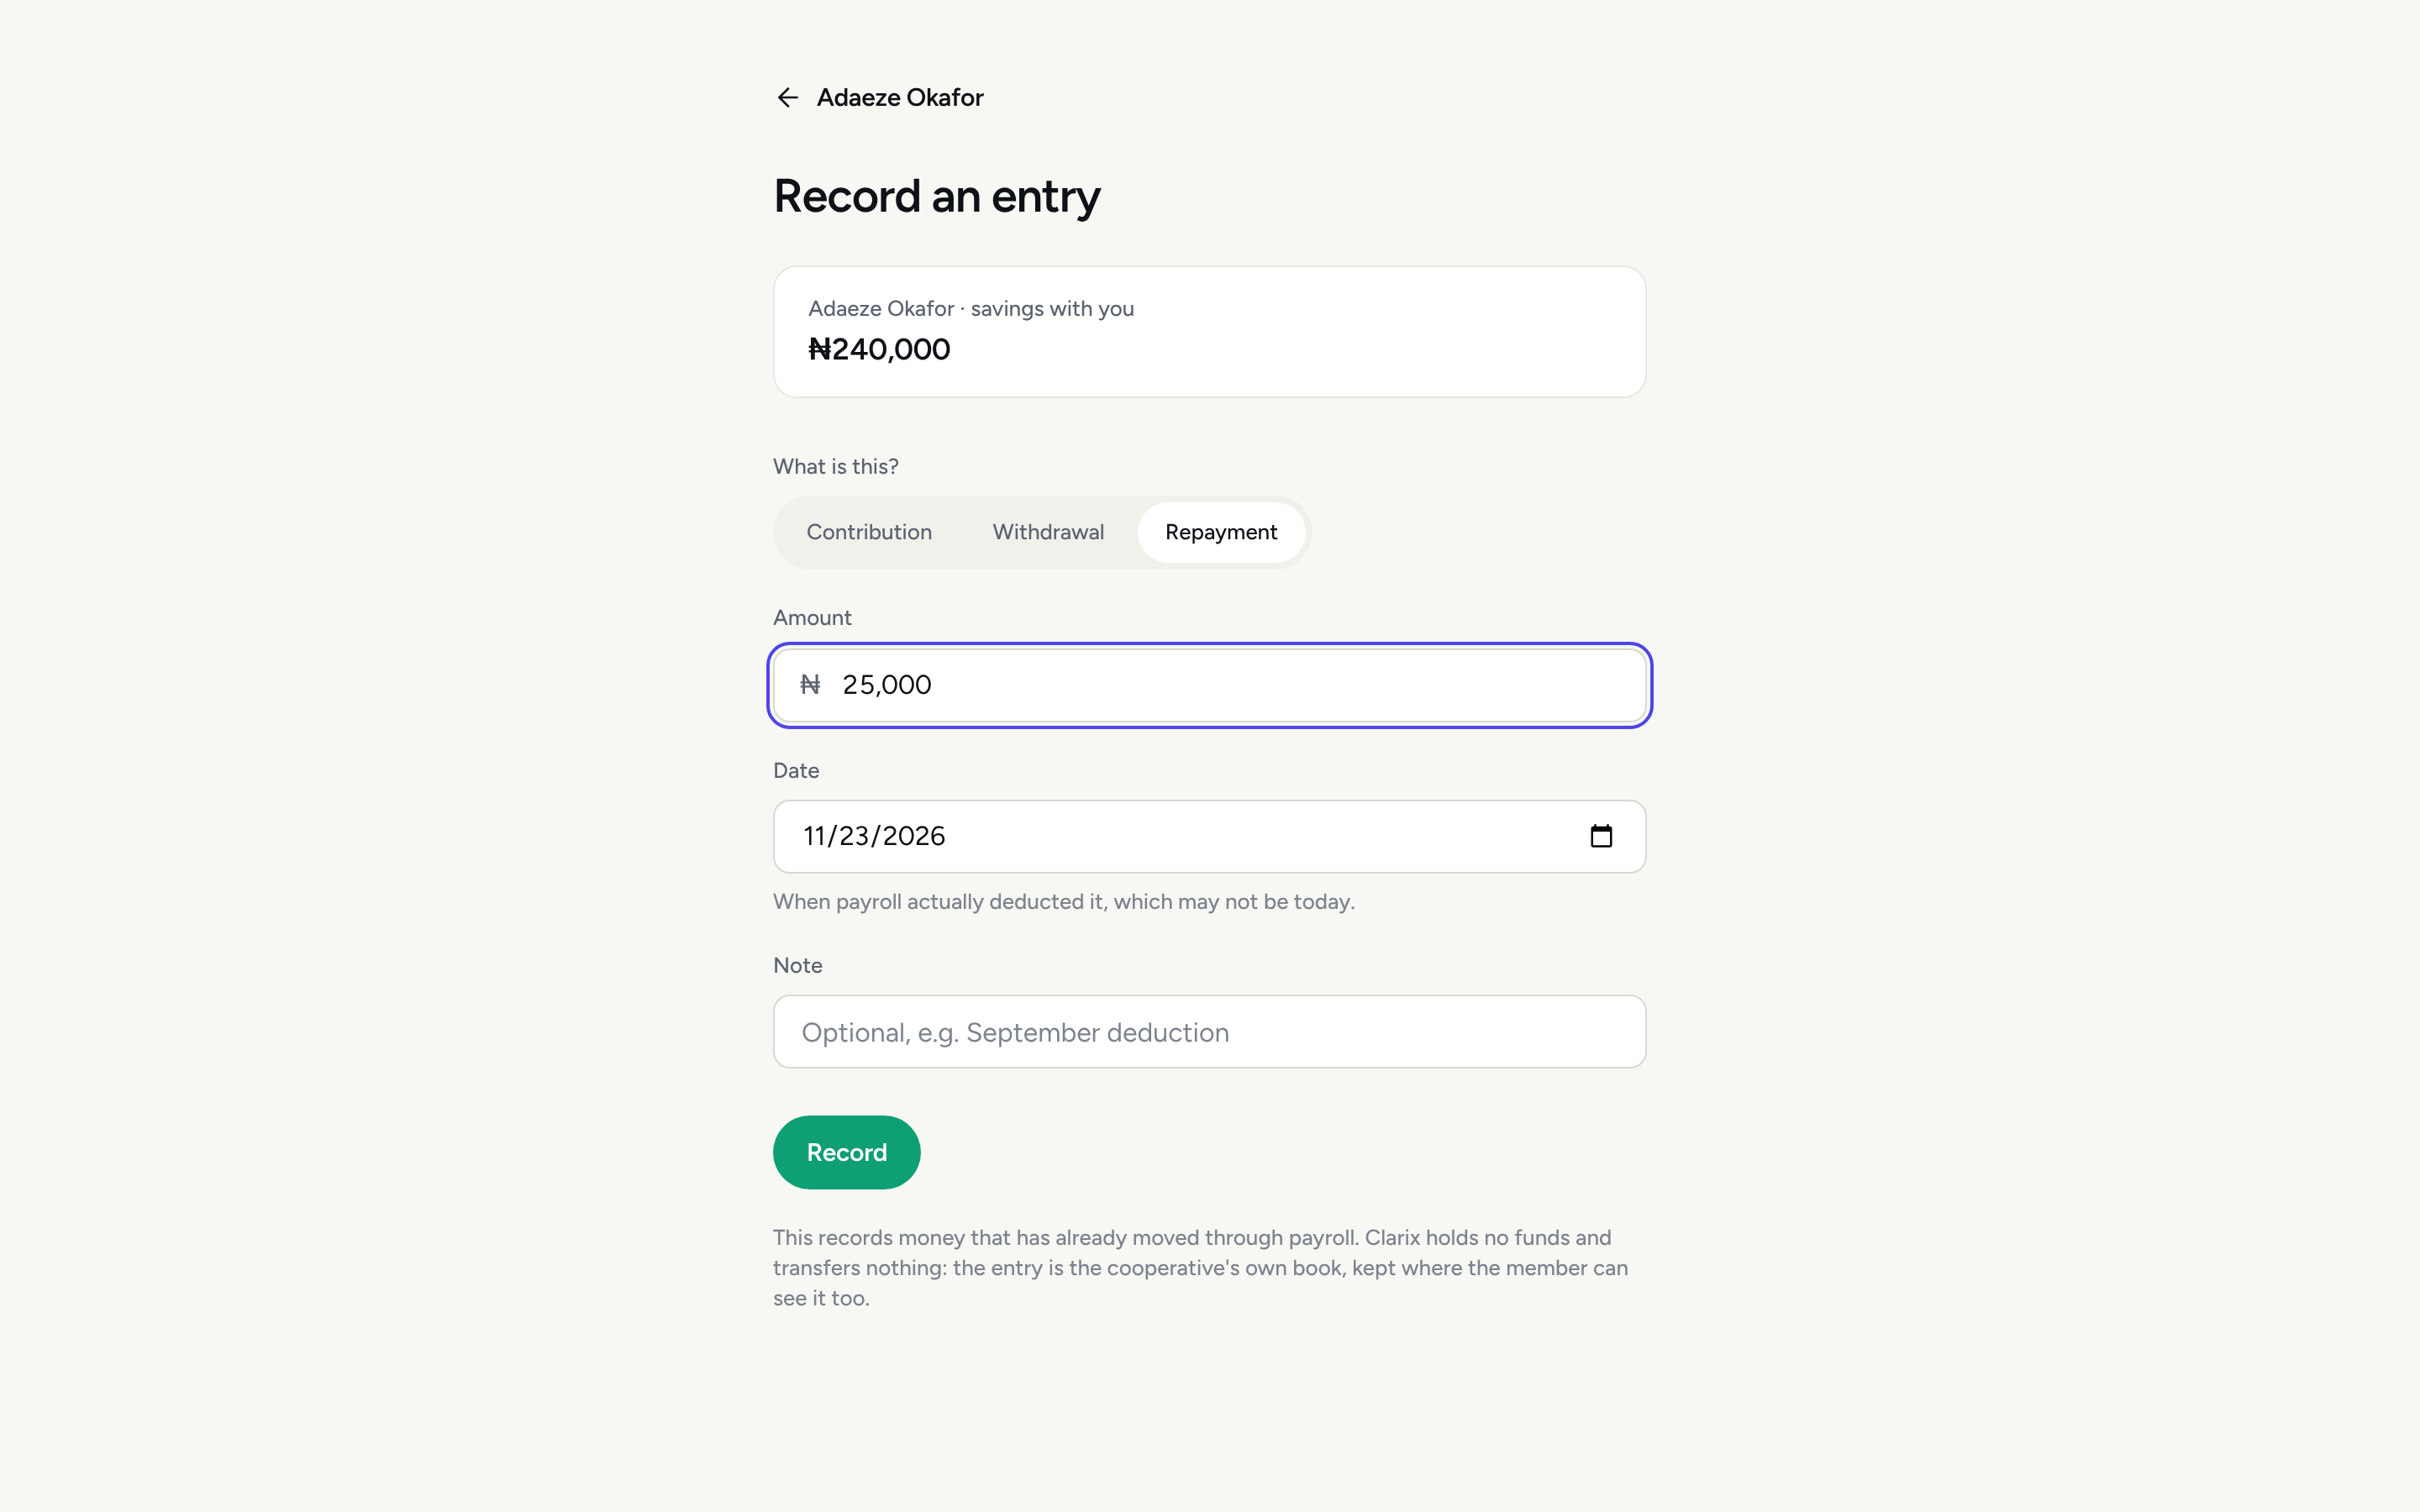 Adaeze Okafor
Record an entry
Adaeze Okafor · savings with you
₦240,000
What is this?
Contribution Withdrawal Repayment
Amount
₦ 25,000
Date
11/23/2026
When payroll actually deducted it, which may not be today.
Note
Optional, e.g. September deduction
Record
This records money that has already moved through payroll. Clarix holds no funds and
transfers nothing: the entry is the cooperative's own book, kept where the member can
see it too.